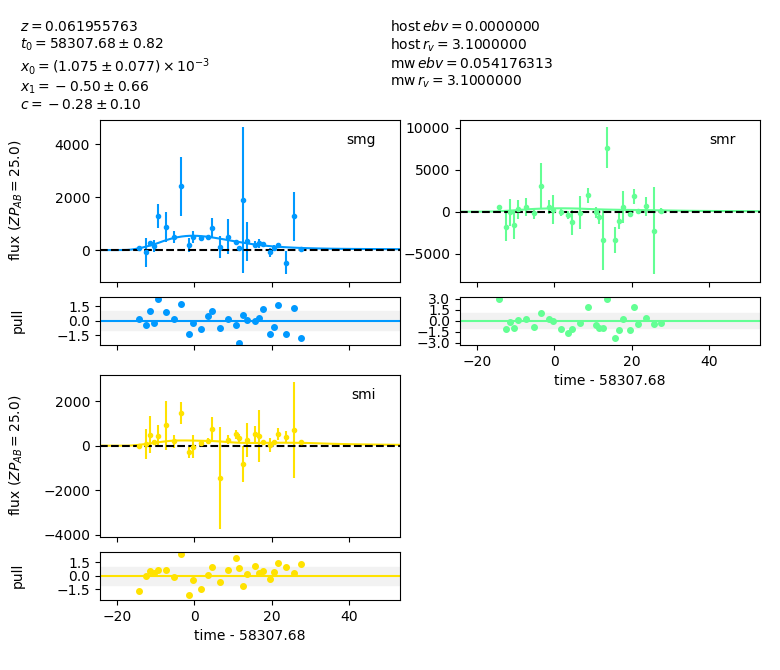 z = 0.061955763
t₀ = 58307.68 ± 0.82
x₀ = (1.075 ± 0.077) × 10⁻³
x₁ = −0.50 ± 0.66
c = −0.28 ± 0.10
host ebv = 0.0000000
host r_v = 3.1000000
mw ebv = 0.054176313
mw r_v = 3.1000000
flux (ZP_AB = 25.0)
4000
2000
0
smg
10000
5000
0
−5000
smr
pull
1.5
0.0
−1.5
3.0
1.5
0.0
−1.5
−3.0
−20
0
20
40
time - 58307.68
flux (ZP_AB = 25.0)
2000
0
−2000
−4000
smi
pull
1.5
0.0
−1.5
−20
0
20
40
time - 58307.68